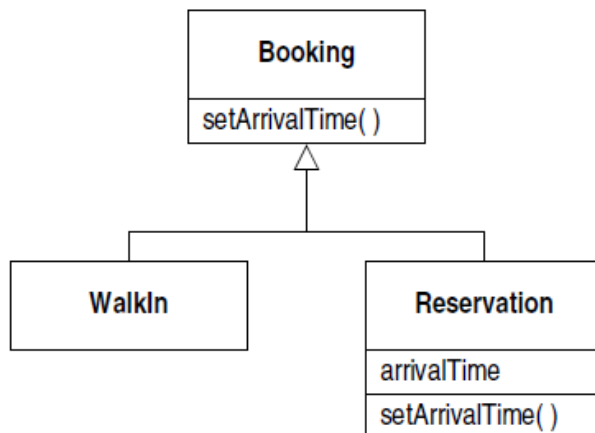 Booking
setArrivalTime( )
WalkIn
Reservation
arrivalTime
setArrivalTime( )